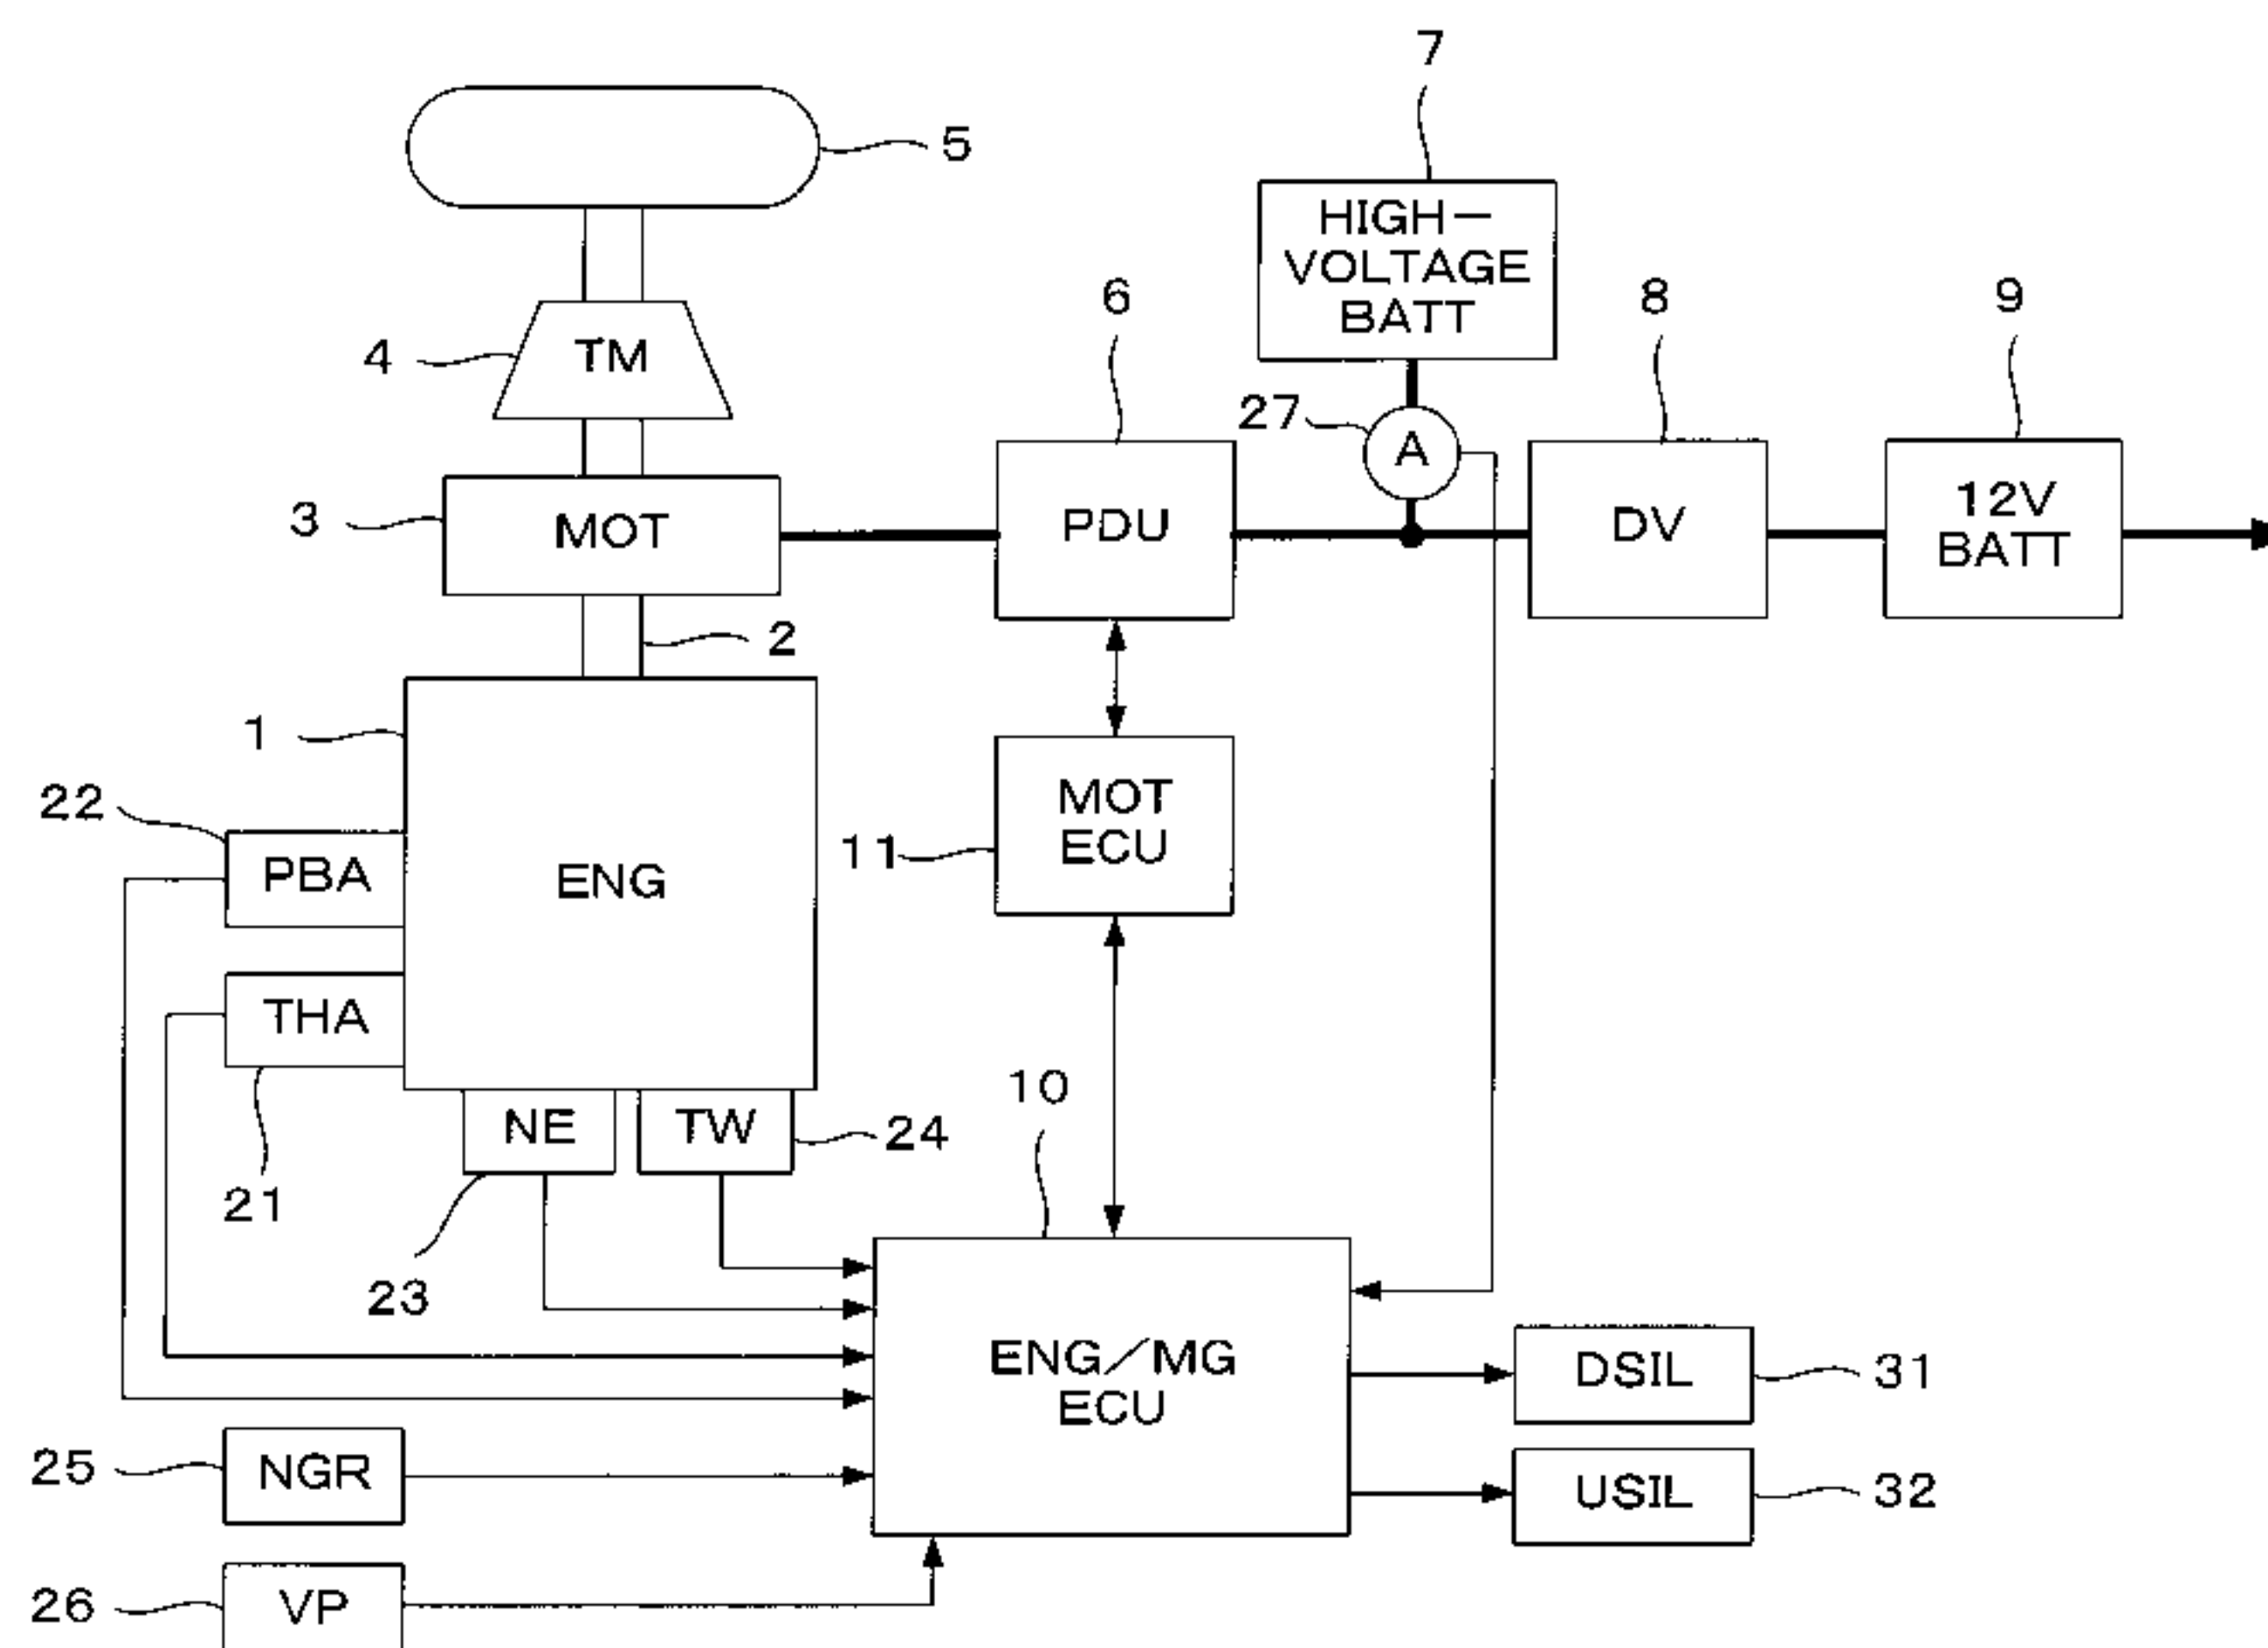 7
5
HIGH-
VOLTAGE
BATT
6
8
9
4
TM
27
A
3
MOT
PDU
DV
12V
BATT
2
1
22
MOT
ECU
11
PBA
ENG
THA
10
NE
TW
24
21
23
ENG/MG
ECU
DSIL
31
25
NGR
USIL
32
26
VP